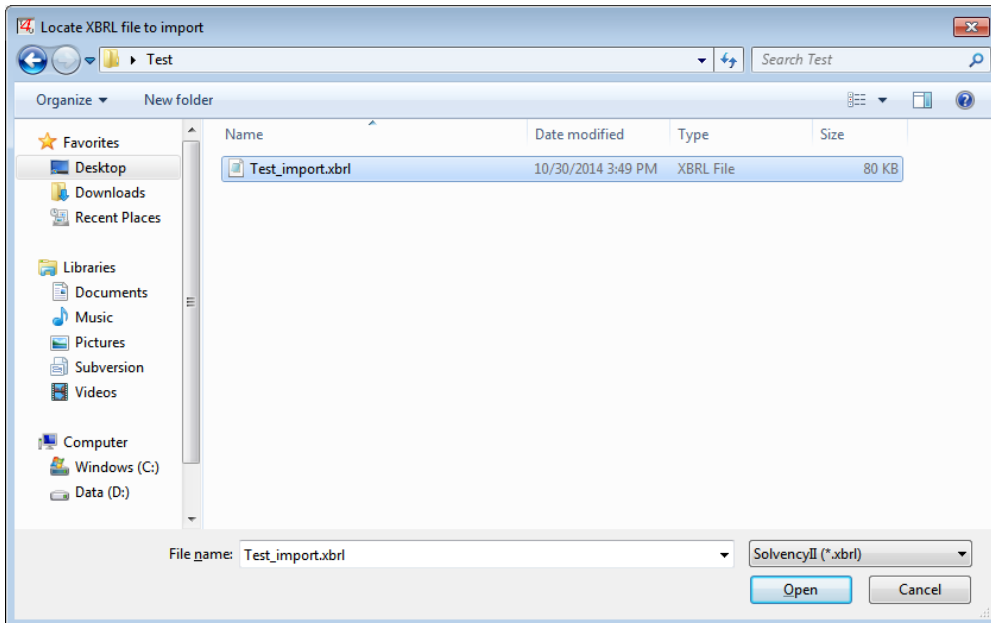 Locate XBRL file to import
Test
Search Test
Organize
New folder
Name
Date modified
Type
Size
Test_import.xbrl
10/30/2014 3:49 PM
XBRL File
80 KB
Favorites
Desktop
Downloads
Recent Places
Libraries
Documents
Music
Pictures
Subversion
Videos
Computer
Windows (C:)
Data (D:)
File name:
Test_import.xbrl
SolvencyII (*.xbrl)
Open
Cancel